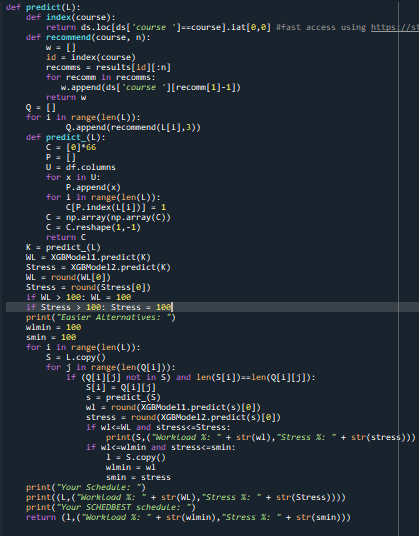 def predict(L):
    def index(course):
        return ds.loc[ds['course ']==course].iat[0,0] #fast access using https://st
    def recommend(course, n):
        w = []
        id = index(course)
        recomms = results[id][:n]
        for recomm in recomms:
            w.append(ds['course '][recomm[1]-1])
        return w
    Q = []
    for i in range(len(L)):
            Q.append(recommend(L[i],3))
    def predict_(L):
        C = [0]*66
        P = []
        U = df.columns
        for x in U:
            P.append(x)
        for i in range(len(L)):
            C[P.index(L[i])] = 1
        C = np.array(np.array(C))
        C = C.reshape(1,-1)
        return C
    K = predict_(L)
    WL = XGBModel1.predict(K)
    Stress = XGBModel2.predict(K)
    WL = round(WL[0])
    Stress = round(Stress[0])
    if WL > 100: WL = 100
    if Stress > 100: Stress = 100
    print("Easier Alternatives: ")
    wlmin = 100
    smin = 100
    for i in range(len(L)):
        S = L.copy()
        for j in range(len(Q[i])):
            if (Q[i][j] not in S) and len(S[i])==len(Q[i][j]):
                S[i] = Q[i][j]
                s = predict_(S)
                wl = round(XGBModel1.predict(s)[0])
                stress = round(XGBModel2.predict(s)[0])
                if wl<=WL and stress<=Stress:
                    print(S,("Workload %: " + str(wl),"Stress %: " + str(stress)))
                if wl<=wlmin and stress<=smin:
                    l = S.copy()
                    wlmin = wl
                    smin = stress
    print("Your Schedule: ")
    print((L,("Workload %: " + str(WL),"Stress %: " + str(Stress))))
    print("Your SCHEDBEST schedule: ")
    return (l,("Workload %: " + str(wlmin),"Stress %: " + str(smin)))